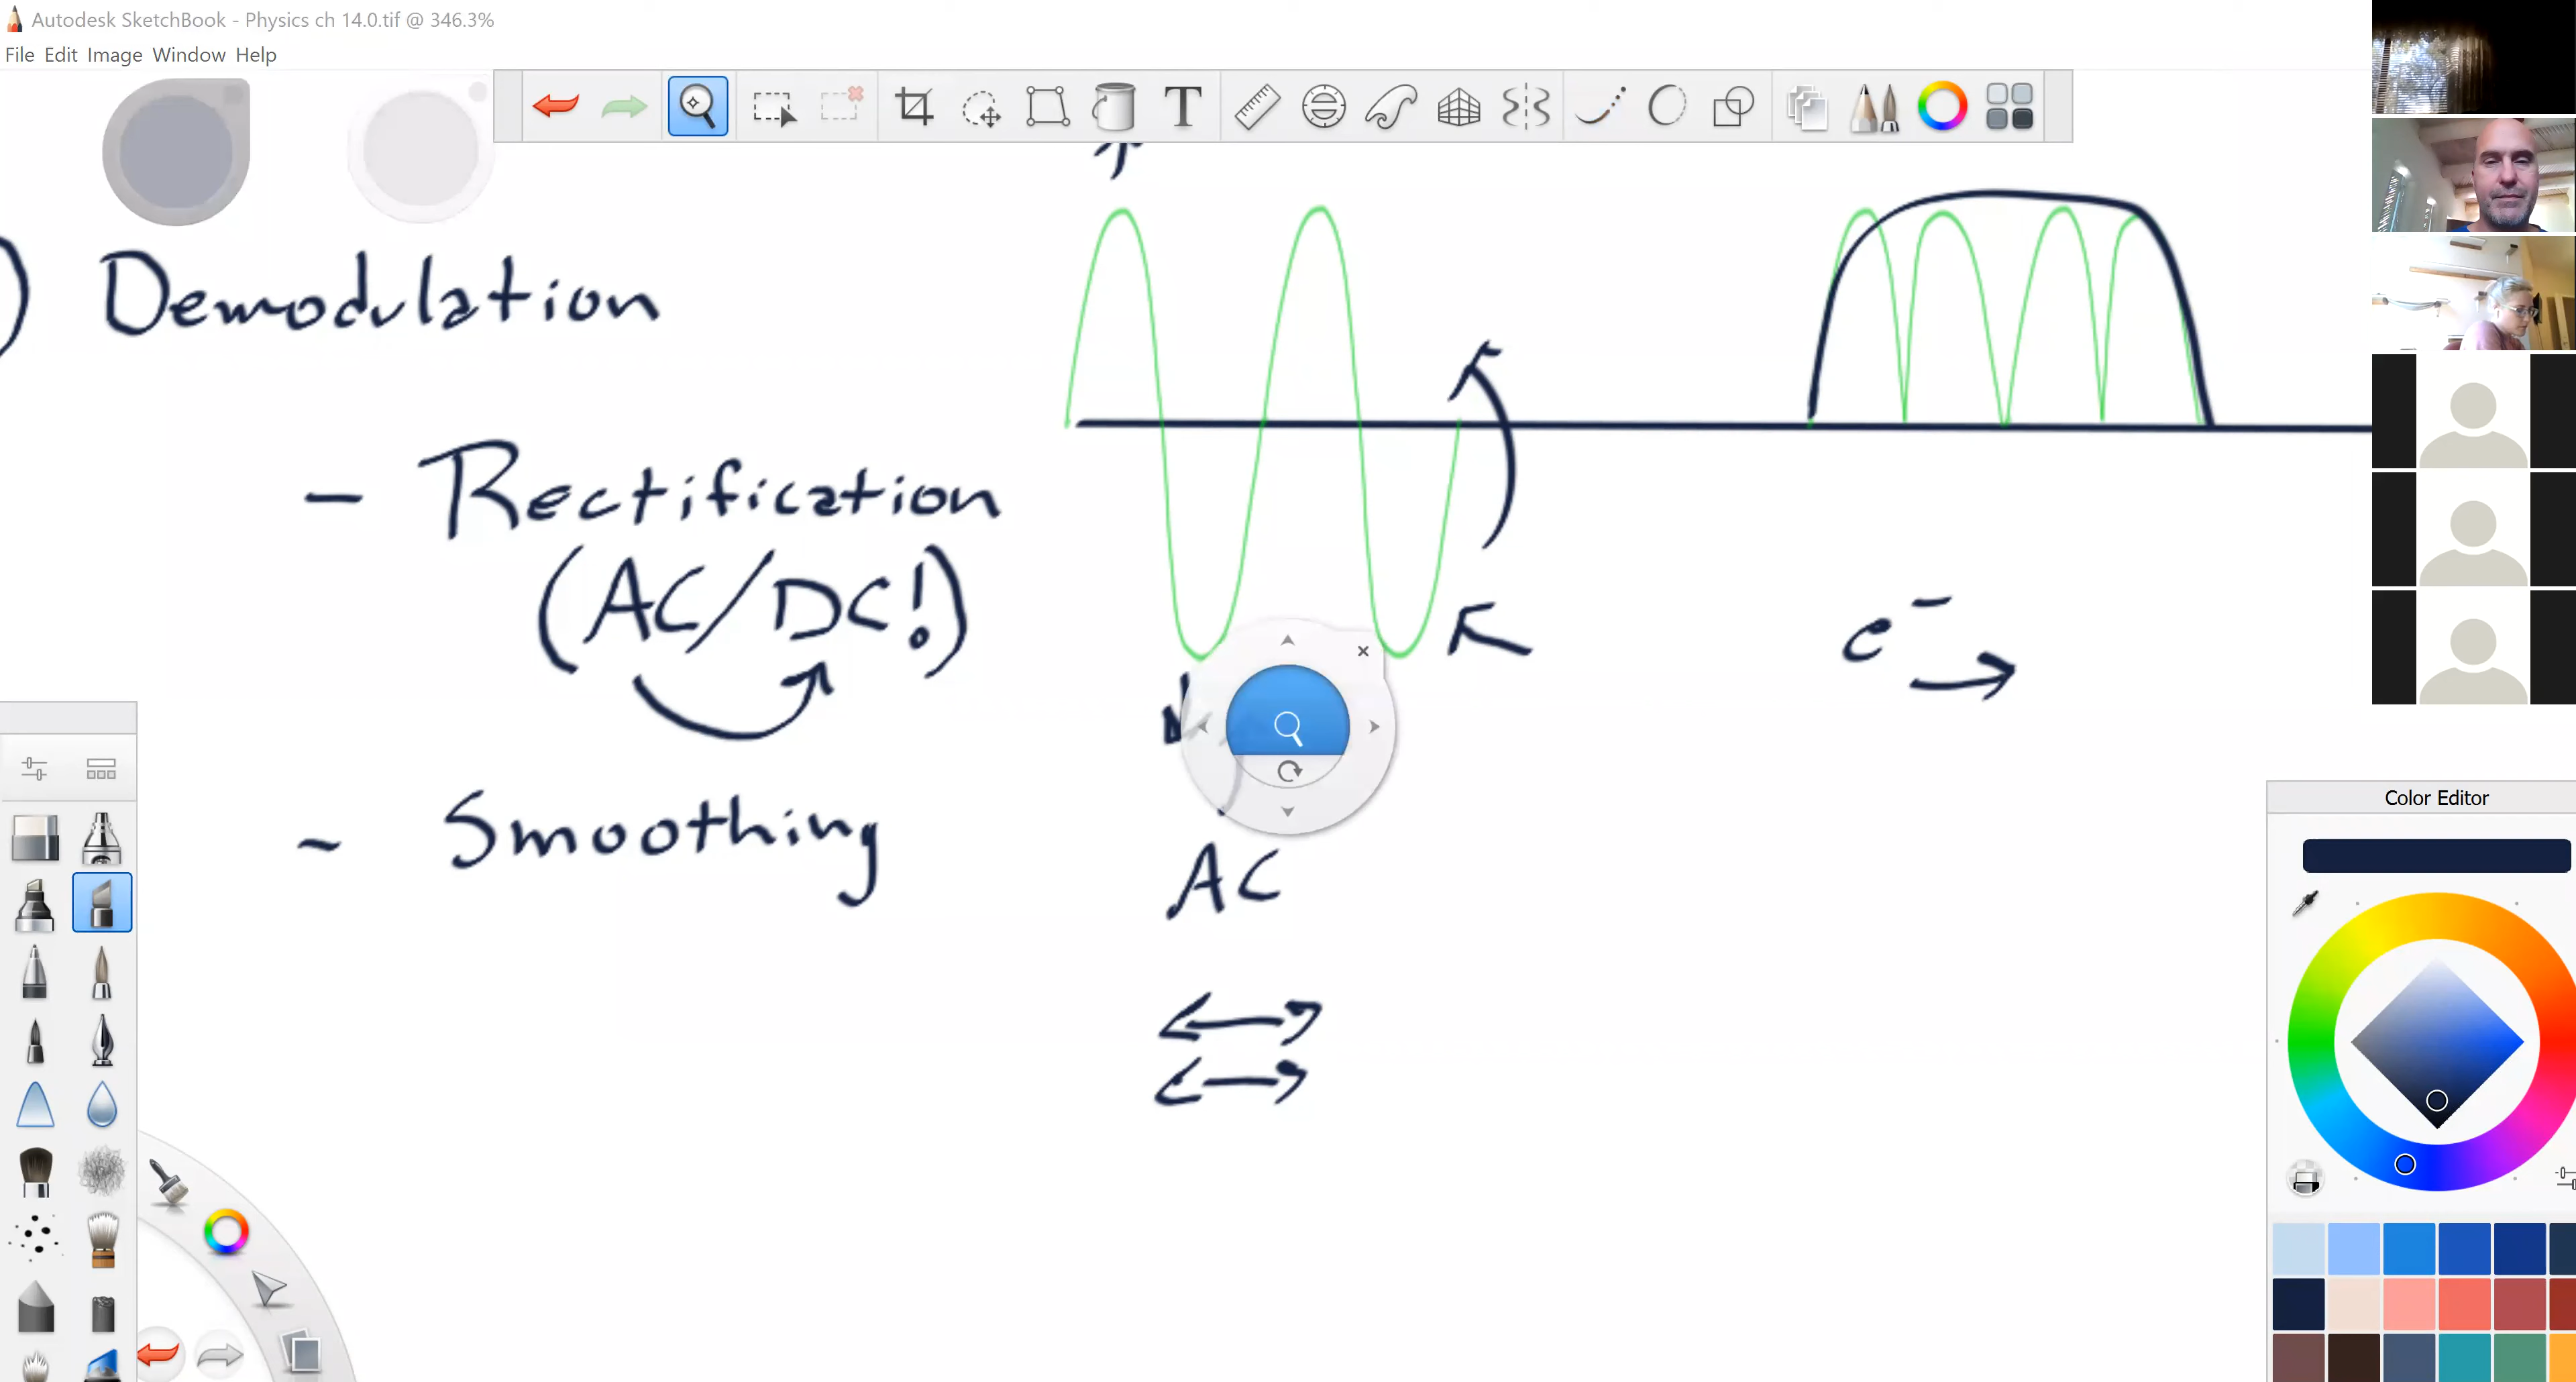 Autodesk SketchBook - Physics ch 14.0.tif @ 346.3%
File Edit Image Window Help
T
) Demodulation
- Rectification
(AC/DC!)
- Smoothing
AC
e⁻
Color Editor